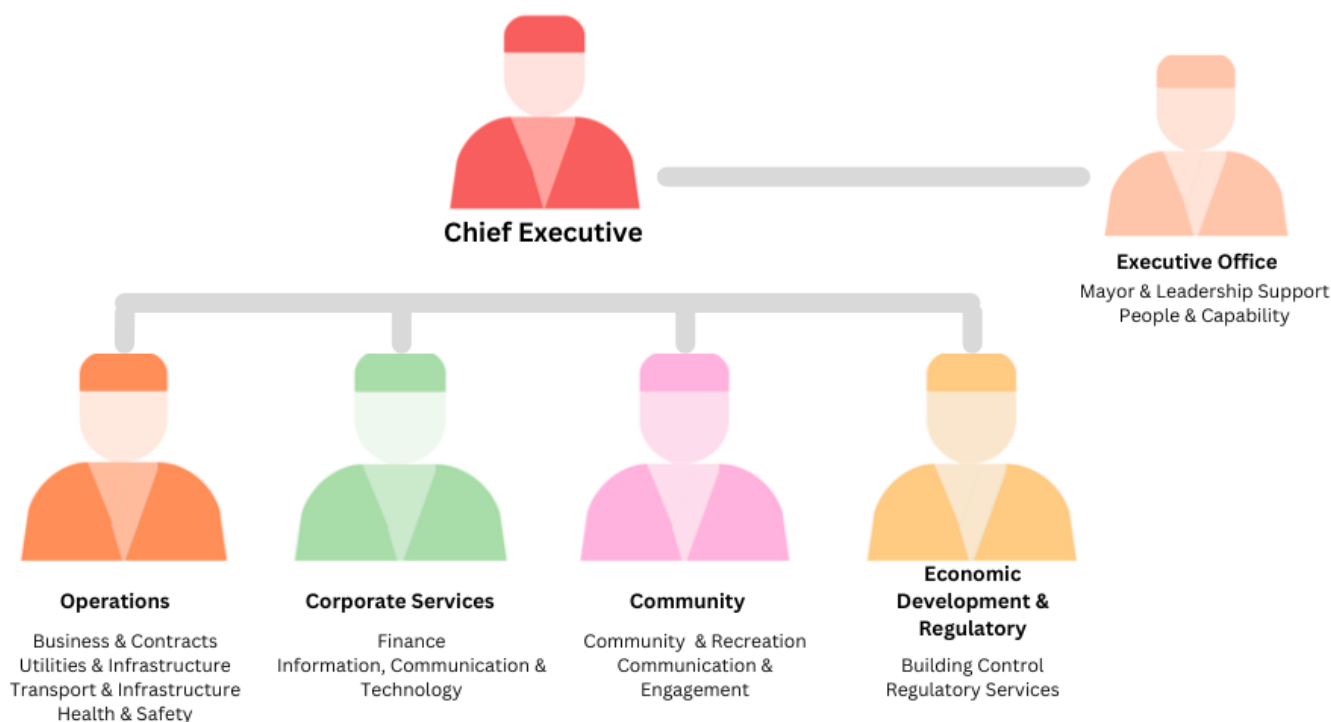 Chief Executive
Executive Office
Mayor & Leadership Support
People & Capability
Operations
Business & Contracts
Utilities & Infrastructure
Transport & Infrastructure
Health & Safety
Corporate Services
Finance
Information, Communication &
Technology
Community
Community & Recreation
Communication &
Engagement
Economic
Development &
Regulatory
Building Control
Regulatory Services